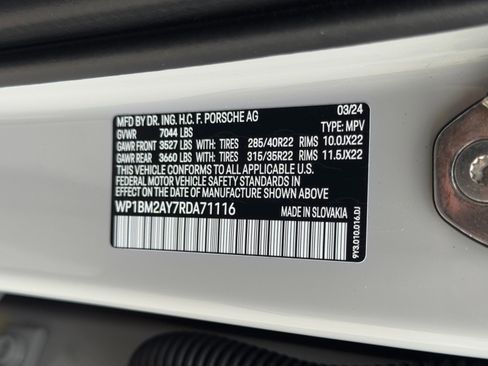 MFD BY DR. ING. H.C. F. PORSCHE AG 03/24
GVWR 7044 LBS TYPE: MPV
GAWR FRONT 3527 LBS WITH: TIRES 285/40R22 RIMS 10.0JX22
GAWR REAR 3660 LBS WITH: TIRES 315/35R22 RIMS 11.5JX22
THIS VEHICLE CONFORMS TO ALL APPLICABLE
FEDERAL MOTOR VEHICLE SAFETY STANDARDS
IN EFFECT ON THE DATE OF MANUFACTURE SHOWN ABOVE.
WP1BM2AY7RDA71116 MADE IN SLOVAKIA
9Y3.010.016.DJ